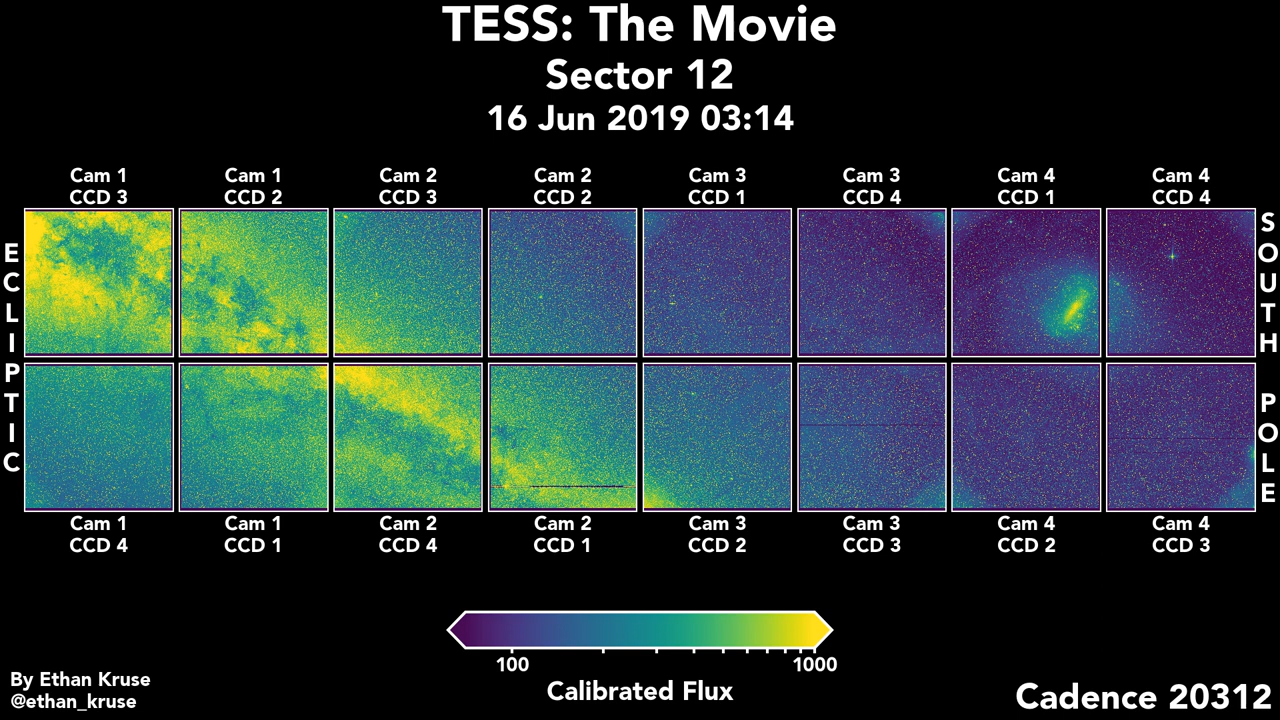 TESS: The Movie
Sector 12
16 Jun 2019 03:14
Cam 1 Cam 1 Cam 2 Cam 2 Cam 3 Cam 3 Cam 4 Cam 4
CCD 3 CCD 2 CCD 3 CCD 2 CCD 1 CCD 4 CCD 1 CCD 4
ECLIPTIC
SOUTH POLE
Cam 1 Cam 1 Cam 2 Cam 2 Cam 3 Cam 3 Cam 4 Cam 4
CCD 4 CCD 1 CCD 4 CCD 1 CCD 2 CCD 3 CCD 2 CCD 3
100 1000
Calibrated Flux
By Ethan Kruse
@ethan_kruse
Cadence 20312